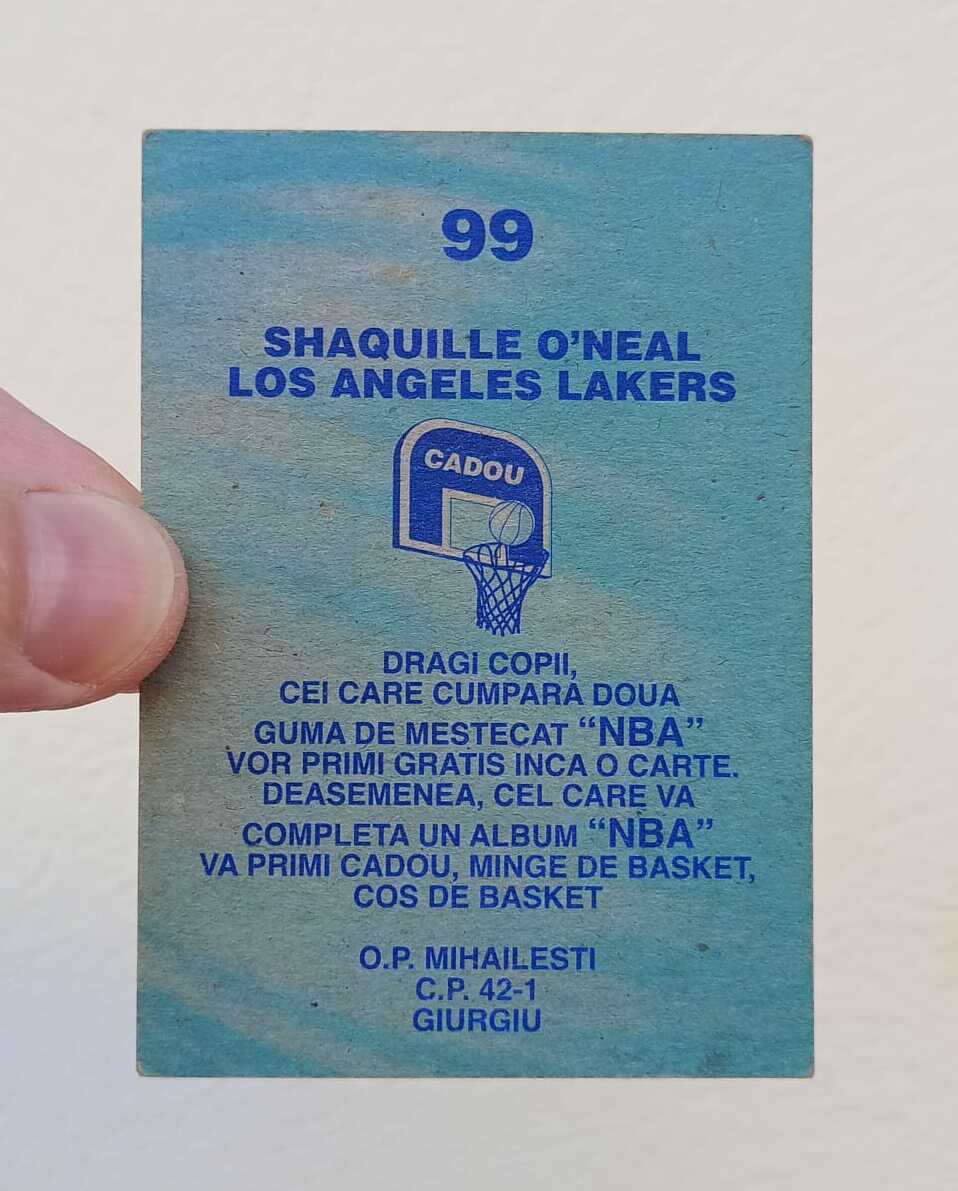 99
SHAQUILLE O'NEAL
LOS ANGELES LAKERS
CADOU
DRAGI COPII,
CEI CARE CUMPARA DOUA
GUMA DE MESTECAT “NBA”
VOR PRIMI GRATIS INCA O CARTE.
DEASEMENEA, CEL CARE VA
COMPLETA UN ALBUM “NBA”
VA PRIMI CADOU, MINGE DE BASKET,
COS DE BASKET
O.P. MIHAILESTI
C.P. 42-1
GIURGIU